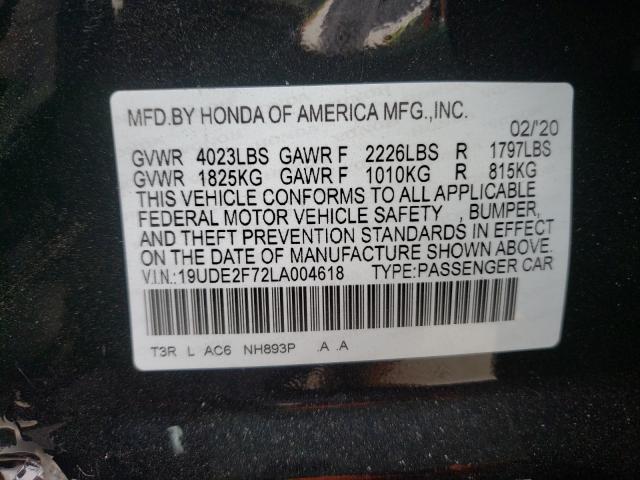 MFD.BY HONDA OF AMERICA MFG.,INC.
02/'20
GVWR 4023LBS GAWR F 2226LBS R 1797LBS
GVWR 1825KG GAWR F 1010KG R 815KG
THIS VEHICLE CONFORMS TO ALL APPLICABLE
FEDERAL MOTOR VEHICLE SAFETY , BUMPER,
AND THEFT PREVENTION STANDARDS IN EFFECT
ON THE DATE OF MANUFACTURE SHOWN ABOVE.
V.I.N.:19UDE2F72LA004618 TYPE:PASSENGER CAR
T3R L AC6 NH893P .A .A